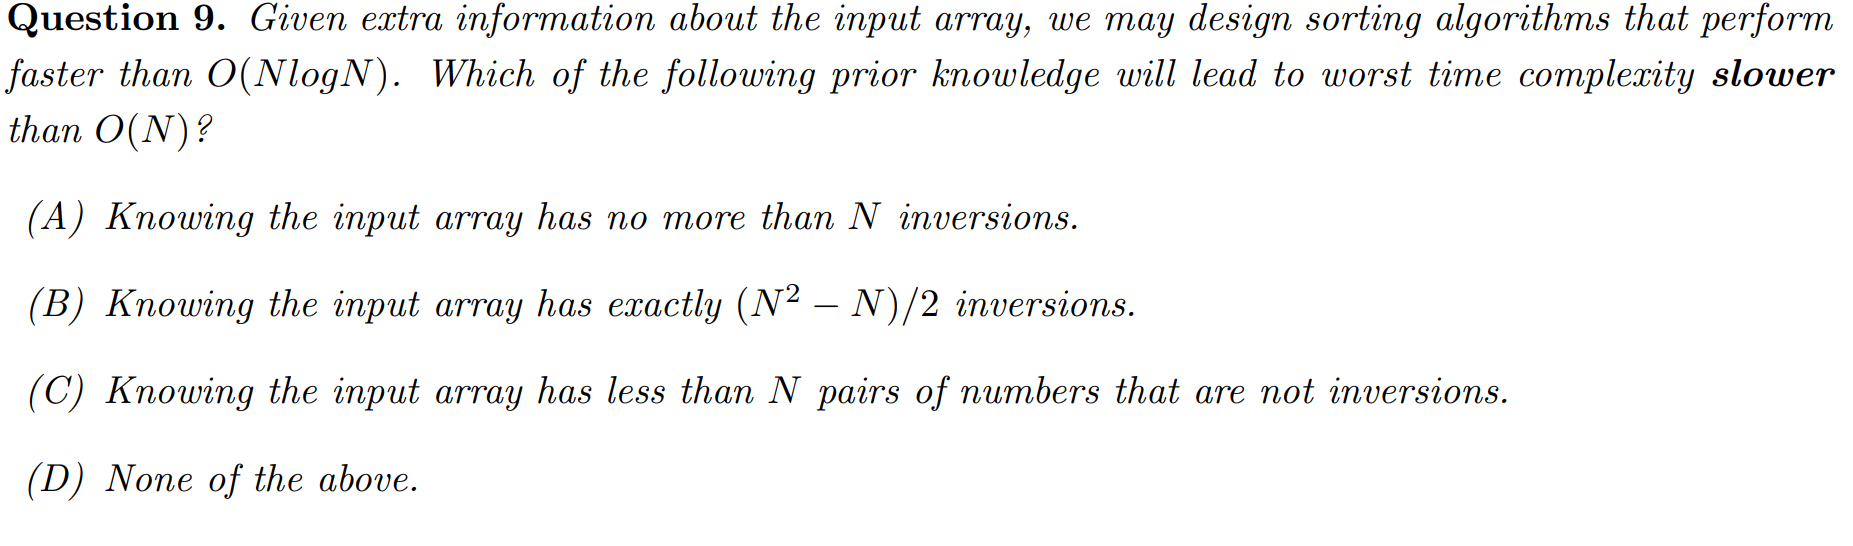 Question 9. Given extra information about the input array, we may design sorting algorithms that perform
faster than O(NlogN). Which of the following prior knowledge will lead to worst time complexity slower
than O(N)?
(A) Knowing the input array has no more than N inversions.
(B) Knowing the input array has exactly (N² − N)/2 inversions.
(C) Knowing the input array has less than N pairs of numbers that are not inversions.
(D) None of the above.